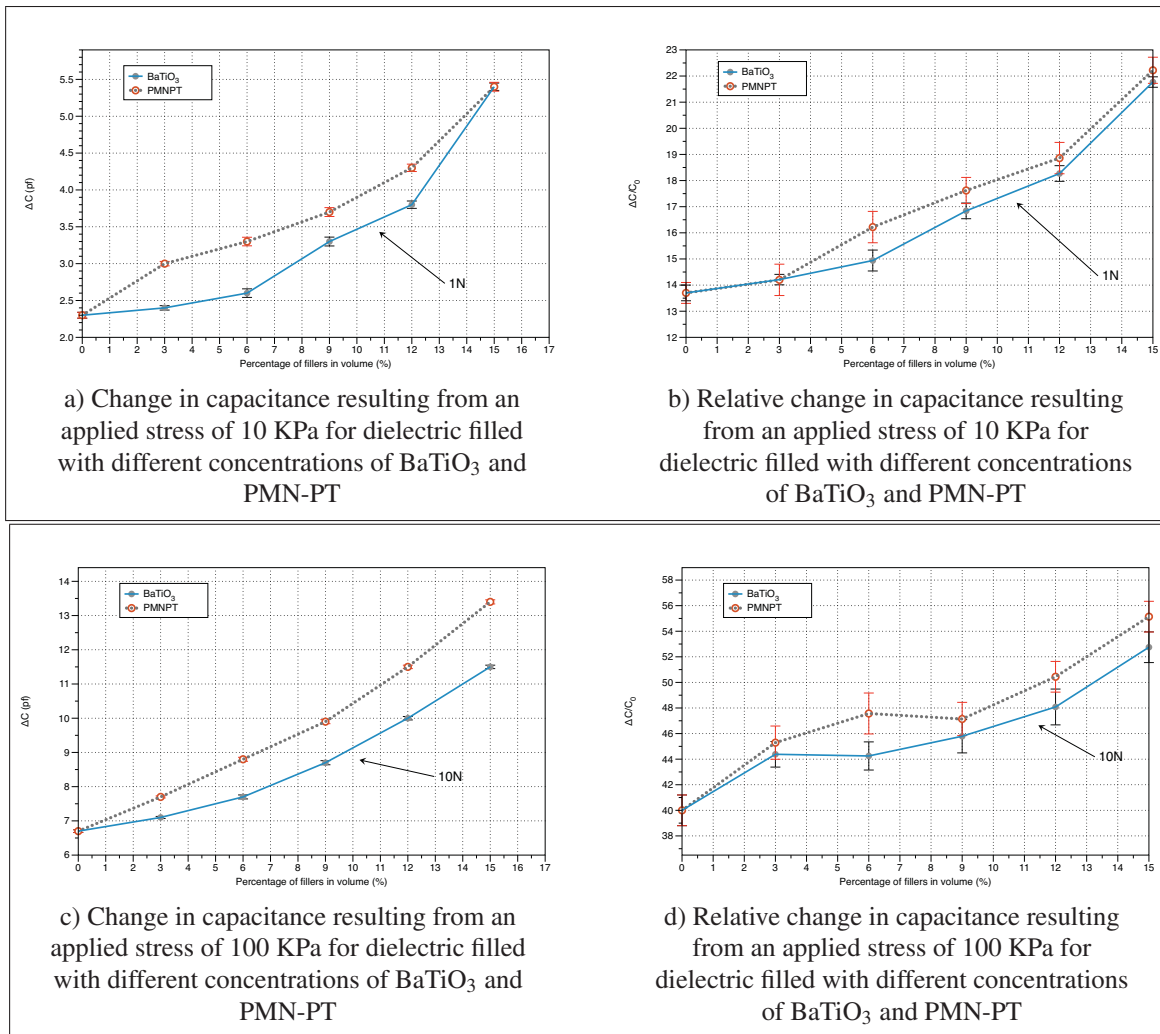 BaTiO₃
PMNPT
5.5
5.0
4.5
4.0
3.5
3.0
2.5
2.0
ΔC (pf)
1N
0 1 2 3 4 5 6 7 8 9 10 11 12 13 14 15 16 17
Percentage of fillers in volume (%)
a) Change in capacitance resulting from an
applied stress of 10 KPa for dielectric filled
with different concentrations of BaTiO₃ and
PMN-PT
BaTiO₃
PMNPT
23
22
21
20
19
18
17
16
15
14
13
12
ΔC/C₀
1N
0 1 2 3 4 5 6 7 8 9 10 11 12 13 14 15
Percentage of fillers in volume (%)
b) Relative change in capacitance resulting
from an applied stress of 10 KPa for
dielectric filled with different concentrations
of BaTiO₃ and PMN-PT
BaTiO₃
PMNPT
14
13
12
11
10
9
8
7
6
ΔC (pf)
10N
0 1 2 3 4 5 6 7 8 9 10 11 12 13 14 15 16 17
Percentage of fillers in volume (%)
c) Change in capacitance resulting from an
applied stress of 100 KPa for dielectric filled
with different concentrations of BaTiO₃ and
PMN-PT
BaTiO₃
PMNPT
58
56
54
52
50
48
46
44
42
40
38
ΔC/C₀
10N
0 1 2 3 4 5 6 7 8 9 10 11 12 13 14 15
Percentage of fillers in volume (%)
d) Relative change in capacitance resulting
from an applied stress of 100 KPa for
dielectric filled with different concentrations
of BaTiO₃ and PMN-PT